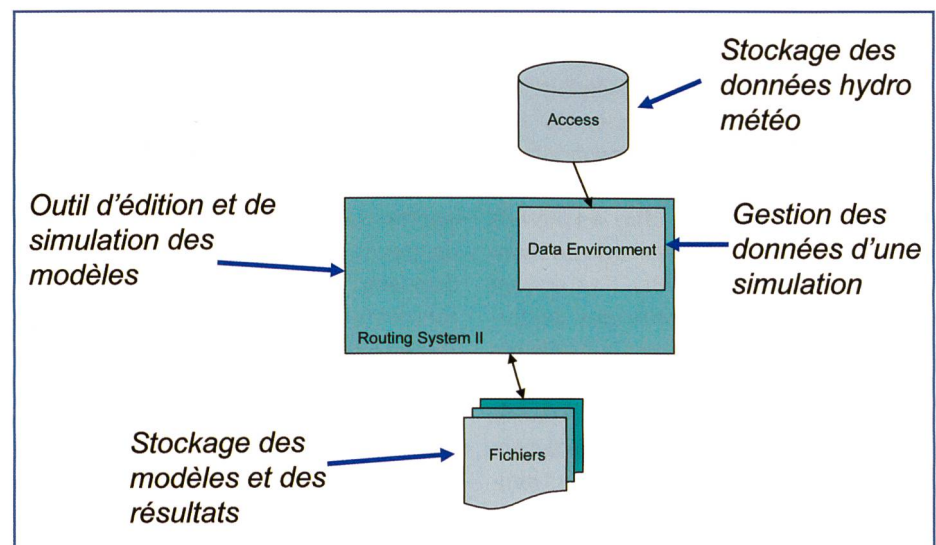 Stockage des
données hydro
météo
Access
Outil d'édition et de
simulation des
modèles
Data Environment
Gestion des
données d'une
simulation
Routing System II
Stockage des
modèles et des
résultats
Fichiers